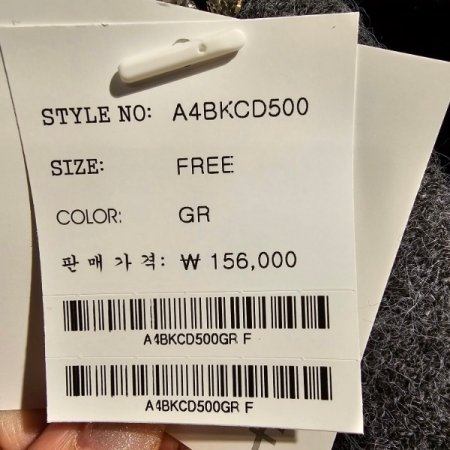 STYLE NO: A4BKCD500
SIZE: FREE
COLOR: GR
판매가격: ₩ 156,000
A4BKCD500GR F
A4BKCD500GR F